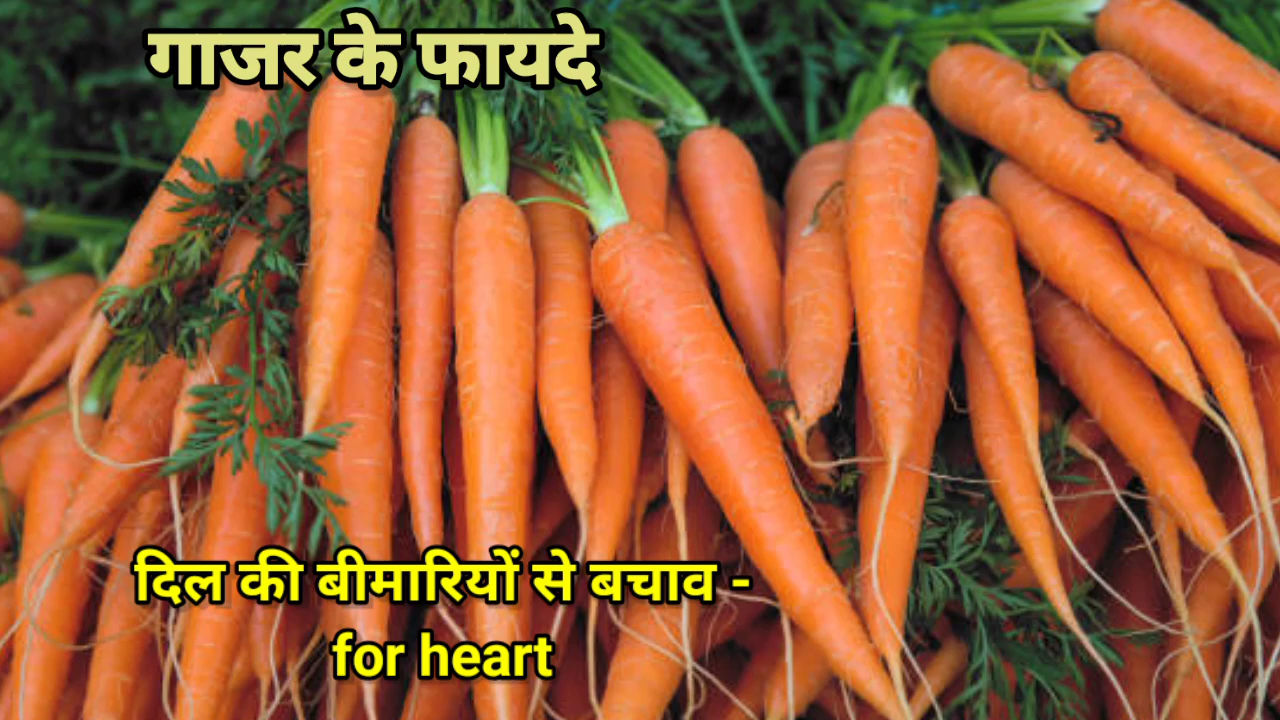 गाजर के फायदे
दिल की बीमारियों से बचाव -
for heart